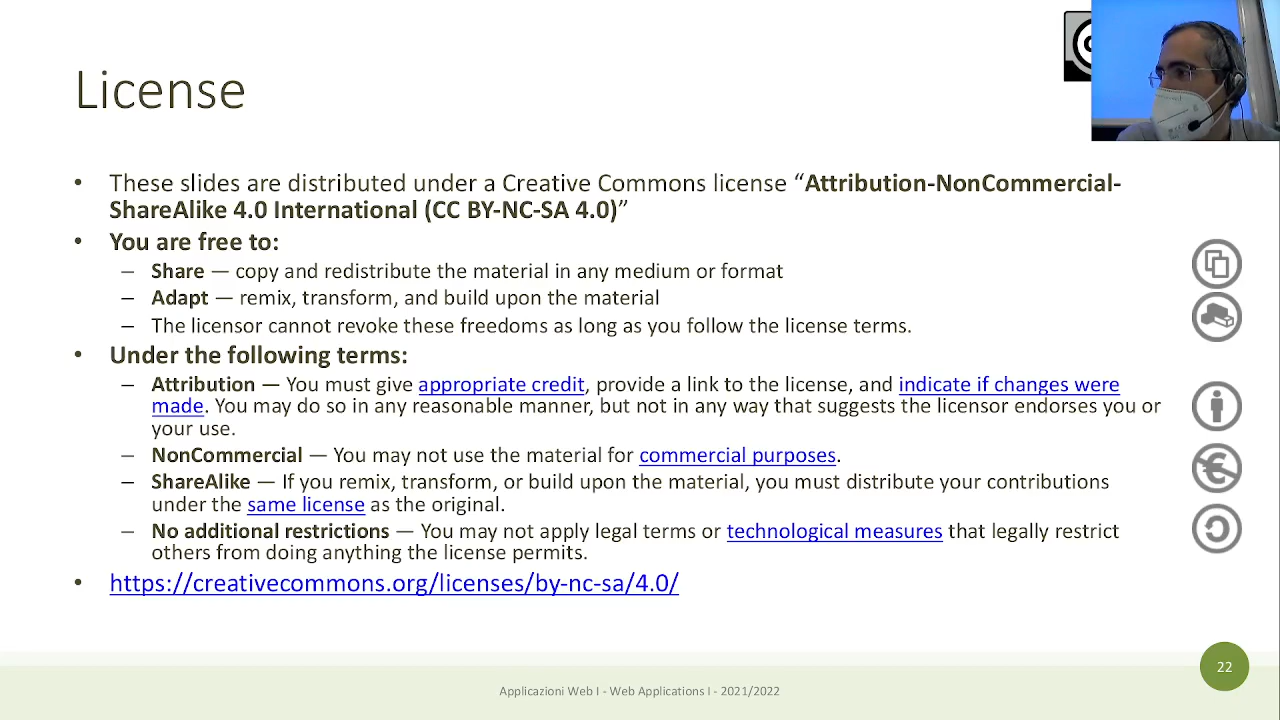 License
• These slides are distributed under a Creative Commons license “Attribution-NonCommercial-
ShareAlike 4.0 International (CC BY-NC-SA 4.0)”
• You are free to:
– Share — copy and redistribute the material in any medium or format
– Adapt — remix, transform, and build upon the material
– The licensor cannot revoke these freedoms as long as you follow the license terms.
• Under the following terms:
– Attribution — You must give appropriate credit, provide a link to the license, and indicate if changes were
made. You may do so in any reasonable manner, but not in any way that suggests the licensor endorses you or
your use.
– NonCommercial — You may not use the material for commercial purposes.
– ShareAlike — If you remix, transform, or build upon the material, you must distribute your contributions
under the same license as the original.
– No additional restrictions — You may not apply legal terms or technological measures that legally restrict
others from doing anything the license permits.
• https://creativecommons.org/licenses/by-nc-sa/4.0/
22
Applicazioni Web I - Web Applications I - 2021/2022